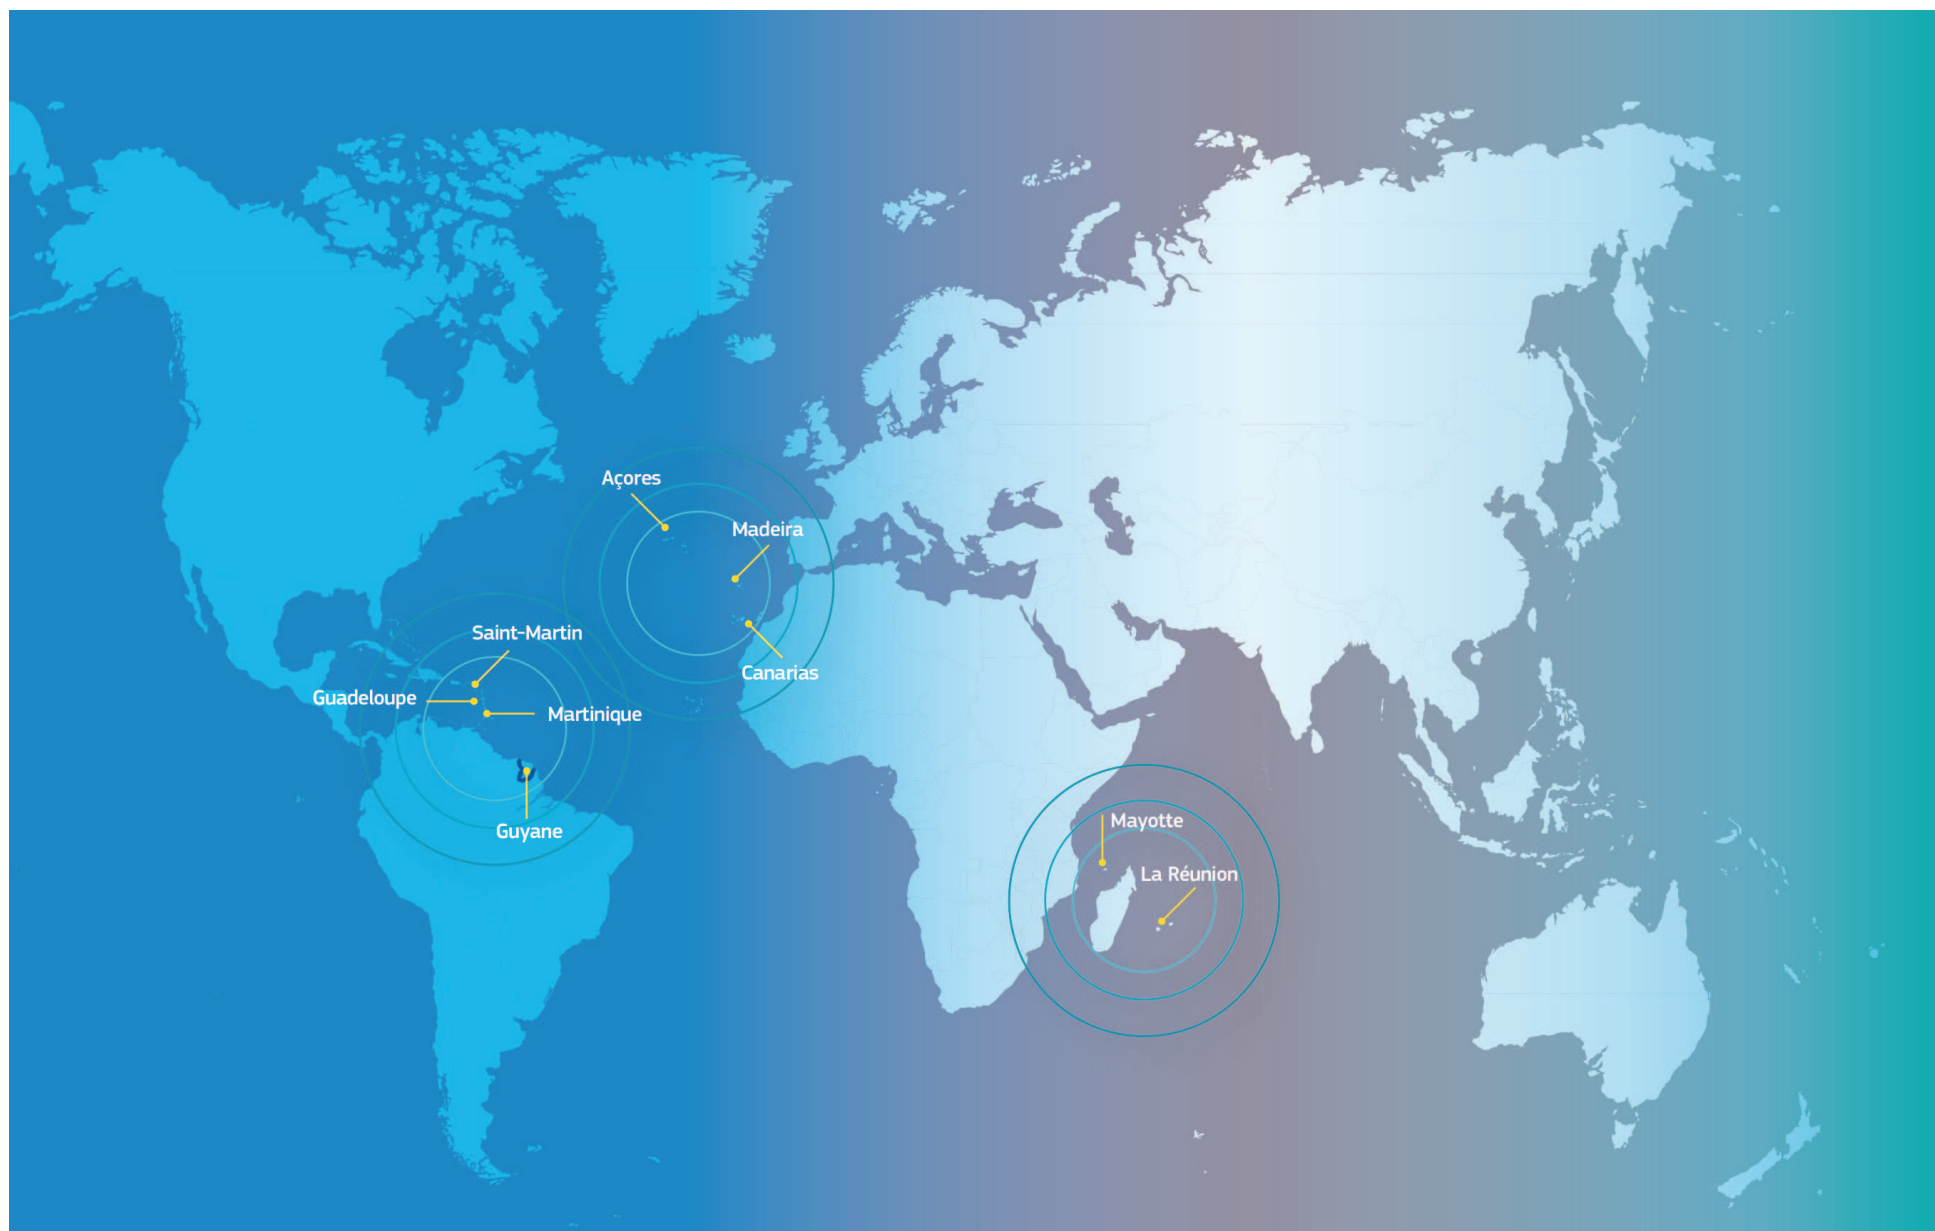 Açores
Madeira
Canarias
Saint-Martin
Guadeloupe
Martinique
Guyane
Mayotte
La Réunion